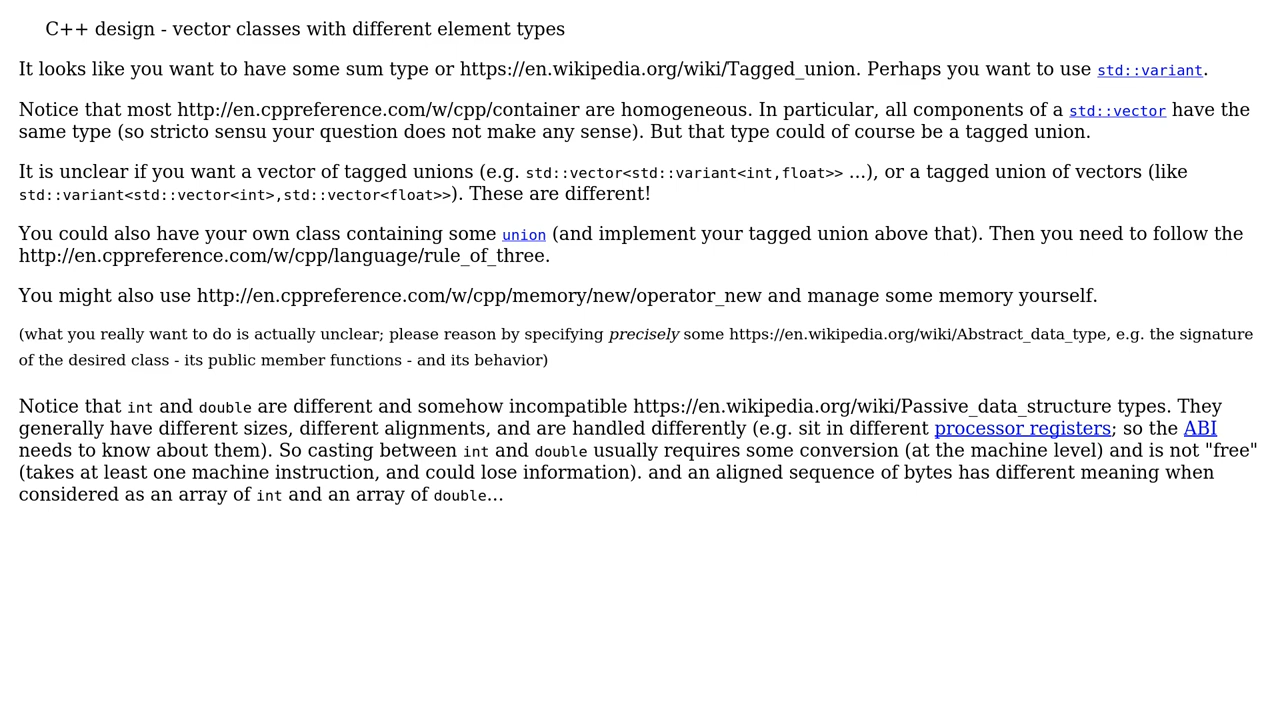 C++ design - vector classes with different element types
It looks like you want to have some sum type or https://en.wikipedia.org/wiki/Tagged_union. Perhaps you want to use std::variant.
Notice that most http://en.cppreference.com/w/cpp/container are homogeneous. In particular, all components of a std::vector have the
same type (so stricto sensu your question does not make any sense). But that type could of course be a tagged union.
It is unclear if you want a vector of tagged unions (e.g. std::vector<std::variant<int,float>> ...), or a tagged union of vectors (like
std::variant<std::vector<int>,std::vector<float>>). These are different!
You could also have your own class containing some union (and implement your tagged union above that). Then you need to follow the
http://en.cppreference.com/w/cpp/language/rule_of_three.
You might also use http://en.cppreference.com/w/cpp/memory/new/operator_new and manage some memory yourself.
(what you really want to do is actually unclear; please reason by specifying precisely some https://en.wikipedia.org/wiki/Abstract_data_type, e.g. the signature
of the desired class - its public member functions - and its behavior)
Notice that int and double are different and somehow incompatible https://en.wikipedia.org/wiki/Passive_data_structure types. They
generally have different sizes, different alignments, and are handled differently (e.g. sit in different processor registers; so the ABI
needs to know about them). So casting between int and double usually requires some conversion (at the machine level) and is not "free"
(takes at least one machine instruction, and could lose information). and an aligned sequence of bytes has different meaning when
considered as an array of int and an array of double...